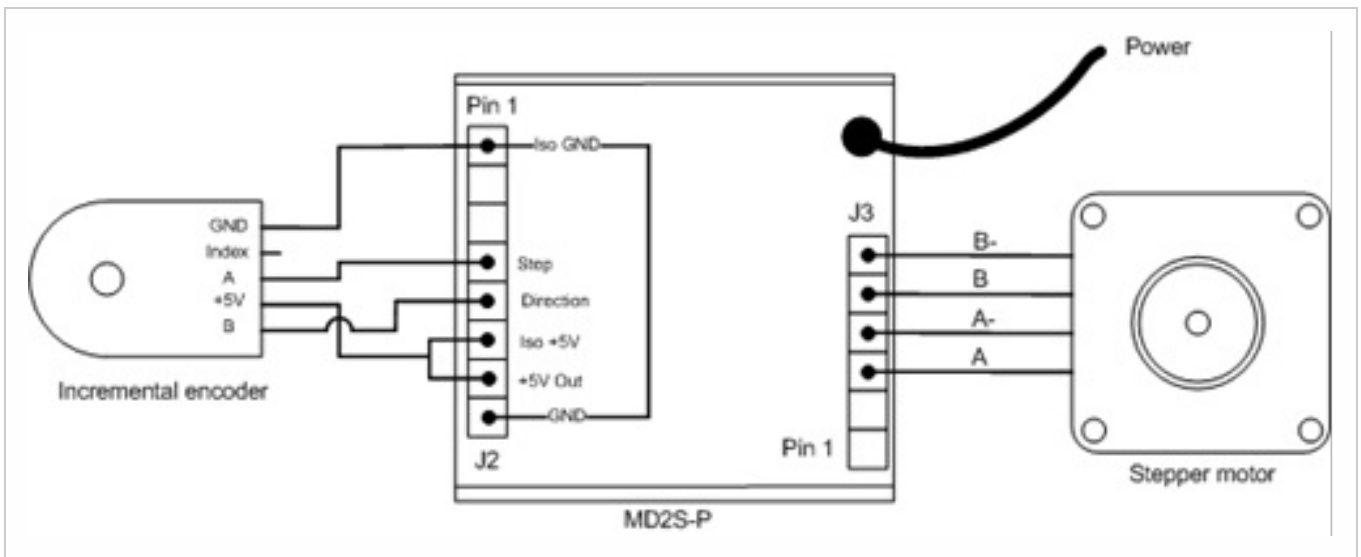 Power
Pin 1
Iso GND
J3
GND
Index
A
+5V
B
Step
Direction
Iso +5V
+5V Out
GND
B-
B
A-
A
Incremental encoder
J2
Pin 1
Stepper motor
MD2S-P